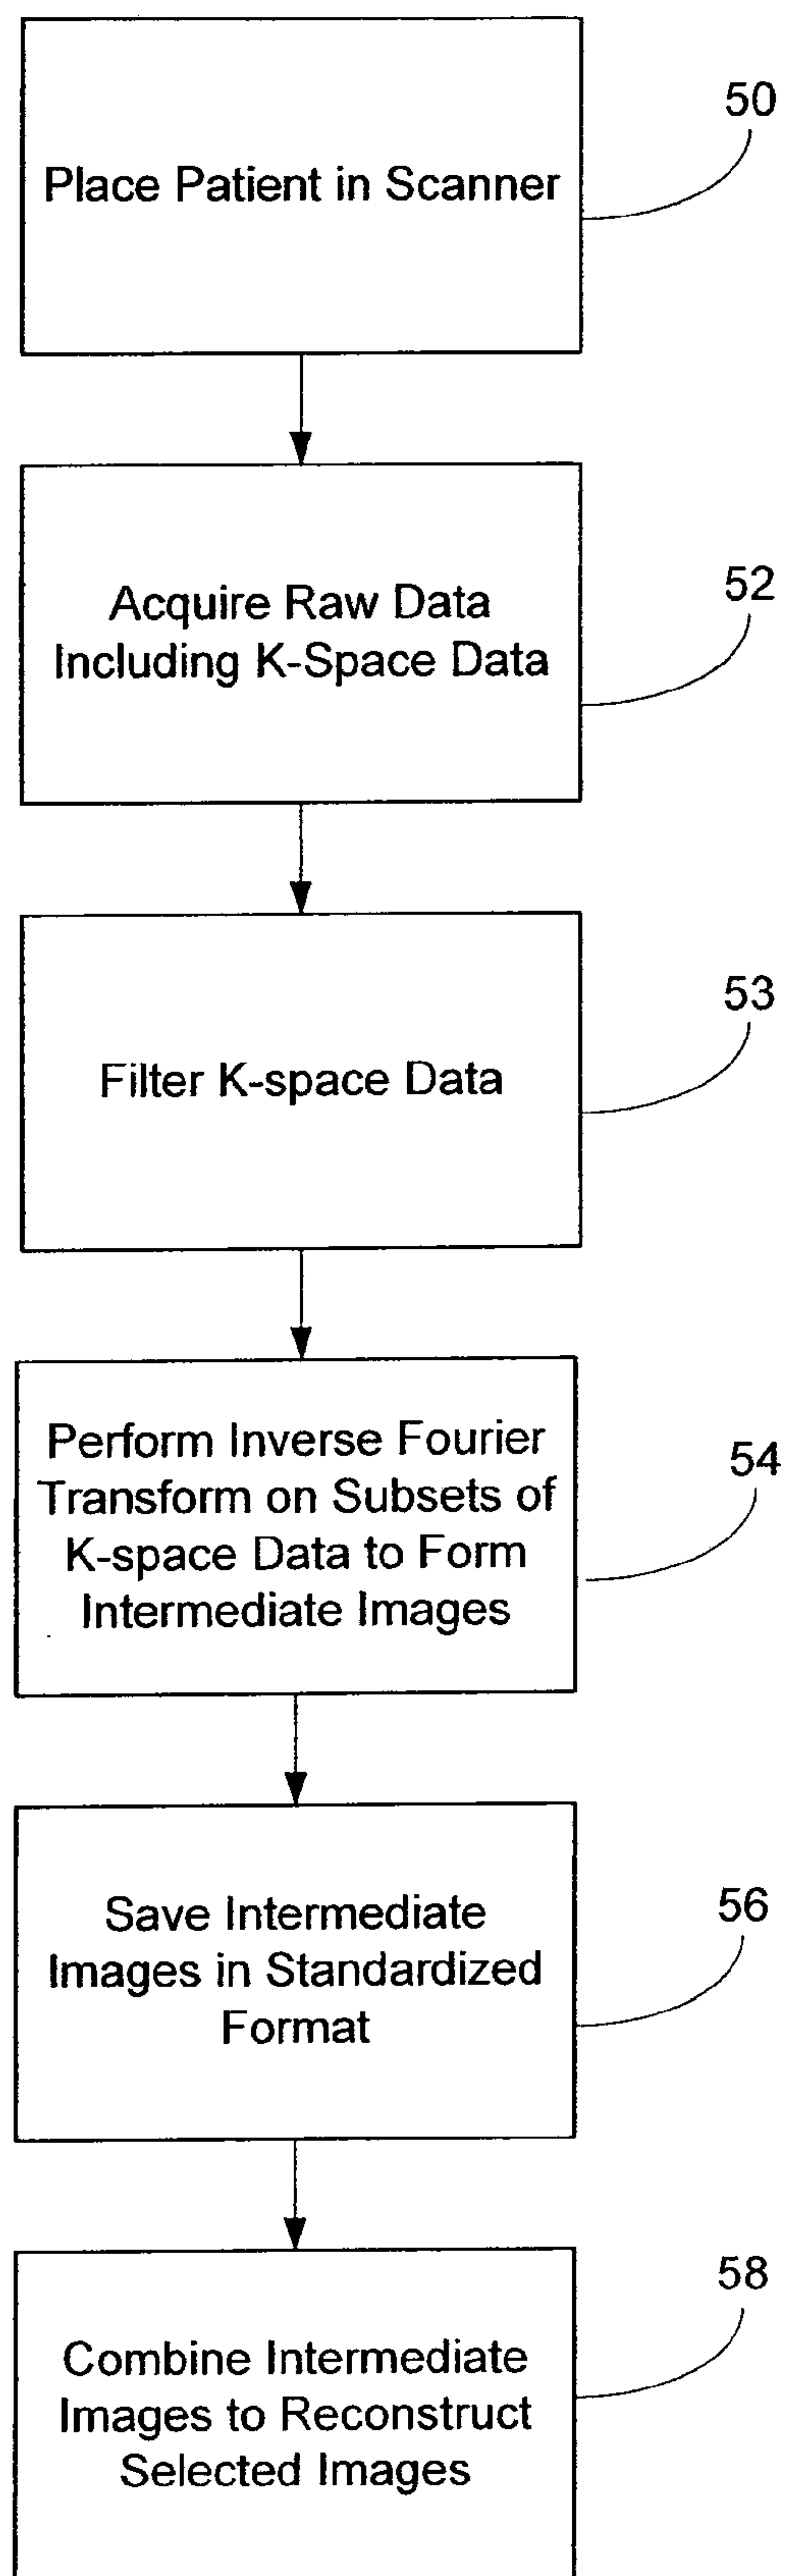 50
Place Patient in Scanner
52
Acquire Raw Data
Including K-Space Data
53
Filter K-space Data
54
Perform Inverse Fourier
Transform on Subsets of
K-space Data to Form
Intermediate Images
56
Save Intermediate
Images in Standardized
Format
58
Combine Intermediate
Images to Reconstruct
Selected Images